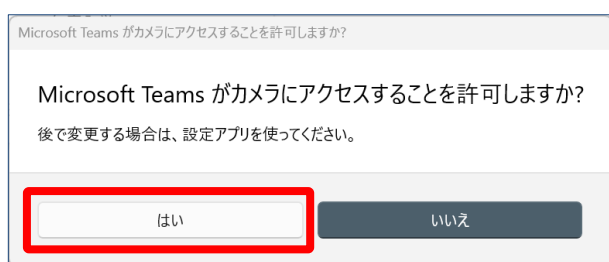 Microsoft Teams がカメラにアクセスすることを許可しますか?
Microsoft Teams がカメラにアクセスすることを許可しますか?
後で変更する場合は、設定アプリを使ってください。
はい
いいえ